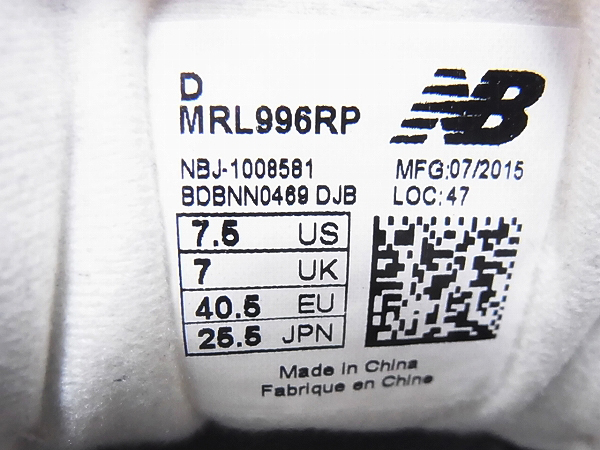 D
MRL996RP
NB
NBJ-1008581 MFG:07/2015
BDBNN0469 DJB LOC:47
7.5 US
7 UK
40.5 EU
25.5 JPN
Made in China
Fabrique en Chine